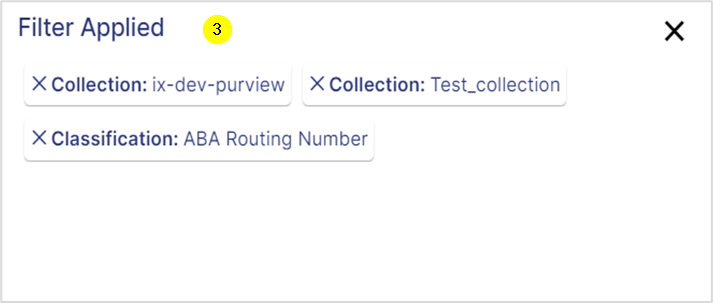 Filter Applied 3
Collection: ix-dev-purview Collection: Test_collection
Classification: ABA Routing Number